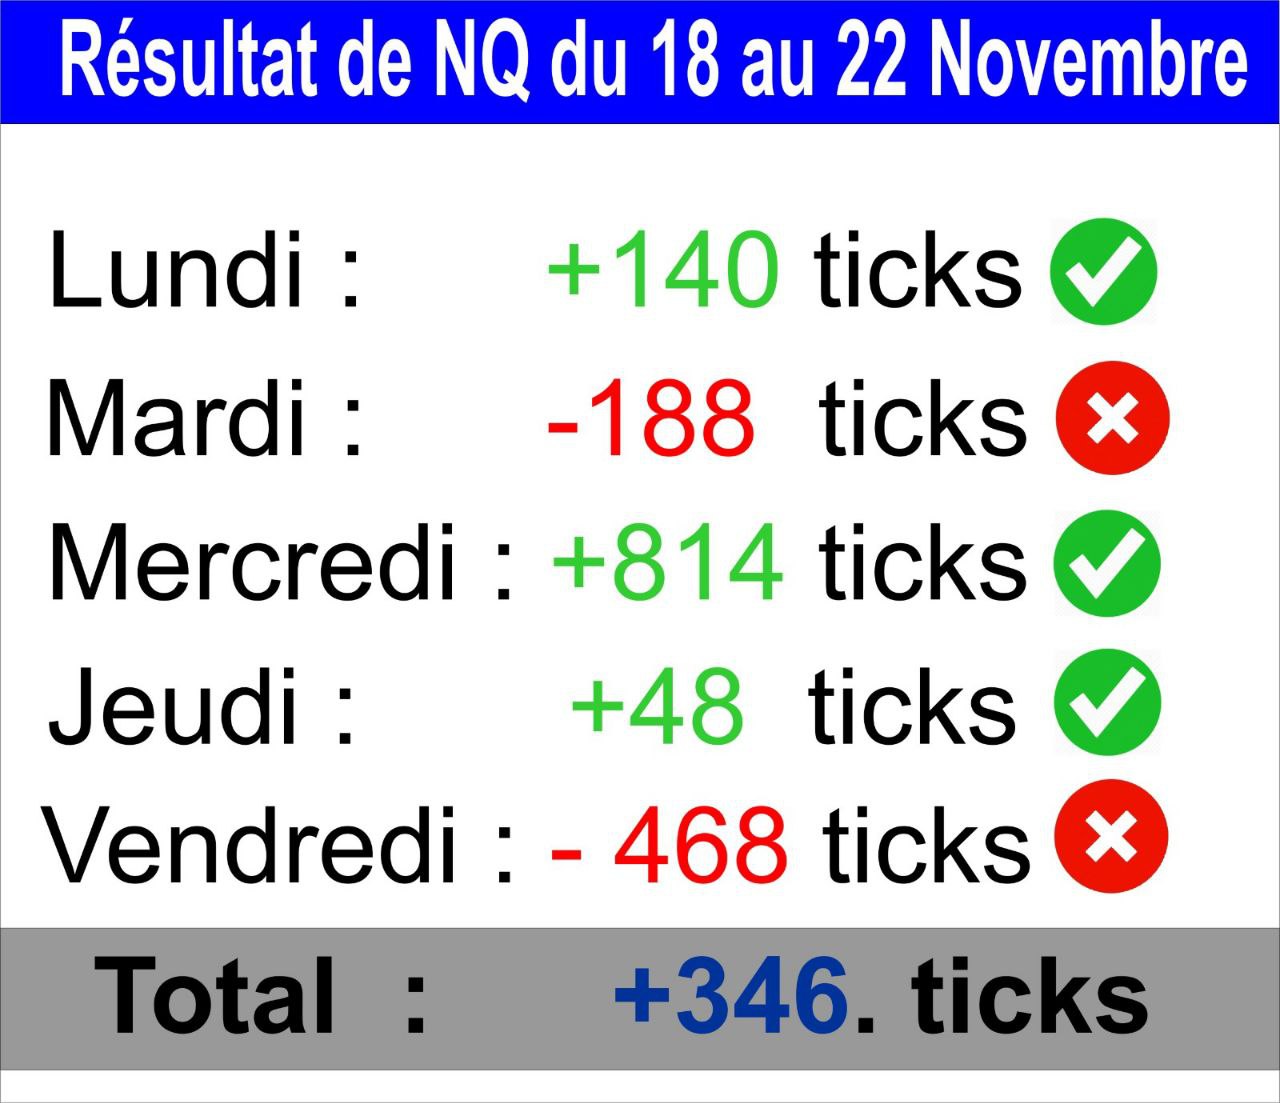 Résultat de NQ du 18 au 22 Novembre
Lundi : +140 ticks
Mardi : -188 ticks
Mercredi : +814 ticks
Jeudi : +48 ticks
Vendredi : - 468 ticks
Total : +346. ticks